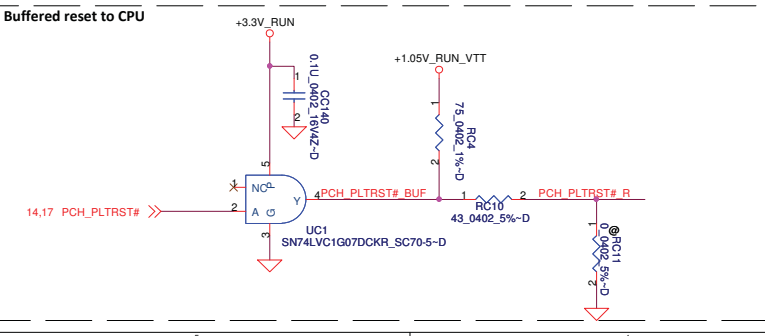 Buffered reset to CPU
+3.3V_RUN
+1.05V_RUN_VTT
1
2
CC140
0.1U_0402_16V4Z~D
1
2
RC4
75_0402_1%~D
5
1
NC
P
2
A
G
Y
4
3
14,17 PCH_PLTRST#
PCH_PLTRST#_BUF
1
2
RC10
43_0402_5%~D
PCH_PLTRST#_R
UC1
SN74LVC1G07DCKR_SC70-5~D
1
2
@RC11
0_0402_5%~D